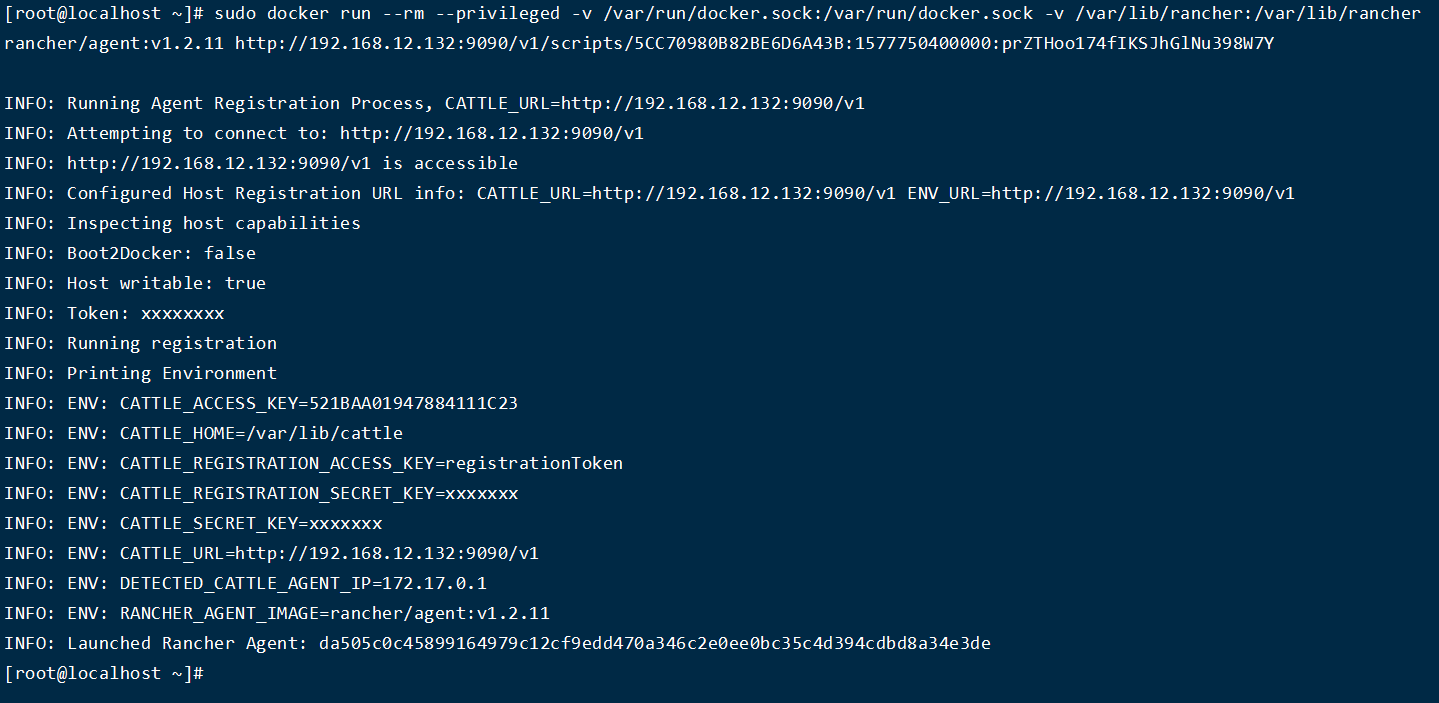 [root@localhost ~]# sudo docker run --rm --privileged -v /var/run/docker.sock:/var/run/docker.sock -v /var/lib/rancher:/var/lib/rancher
rancher/agent:v1.2.11 http://192.168.12.132:9090/v1/scripts/5CC70980B82BE6D6A43B:1577750400000:prZTHoo174fIKSJhGlNu398W7Y
INFO: Running Agent Registration Process, CATTLE_URL=http://192.168.12.132:9090/v1
INFO: Attempting to connect to: http://192.168.12.132:9090/v1
INFO: http://192.168.12.132:9090/v1 is accessible
INFO: Configured Host Registration URL info: CATTLE_URL=http://192.168.12.132:9090/v1 ENV_URL=http://192.168.12.132:9090/v1
INFO: Inspecting host capabilities
INFO: Boot2Docker: false
INFO: Host writable: true
INFO: Token: xxxxxxxx
INFO: Running registration
INFO: Printing Environment
INFO: ENV: CATTLE_ACCESS_KEY=521BAA01947884111C23
INFO: ENV: CATTLE_HOME=/var/lib/cattle
INFO: ENV: CATTLE_REGISTRATION_ACCESS_KEY=registrationToken
INFO: ENV: CATTLE_REGISTRATION_SECRET_KEY=xxxxxxx
INFO: ENV: CATTLE_SECRET_KEY=xxxxxxx
INFO: ENV: CATTLE_URL=http://192.168.12.132:9090/v1
INFO: ENV: DETECTED_CATTLE_AGENT_IP=172.17.0.1
INFO: ENV: RANCHER_AGENT_IMAGE=rancher/agent:v1.2.11
INFO: Launched Rancher Agent: da505c0c45899164979c12cf9edd470a346c2e0ee0bc35c4d394cdbd8a34e3de
[root@localhost ~]#